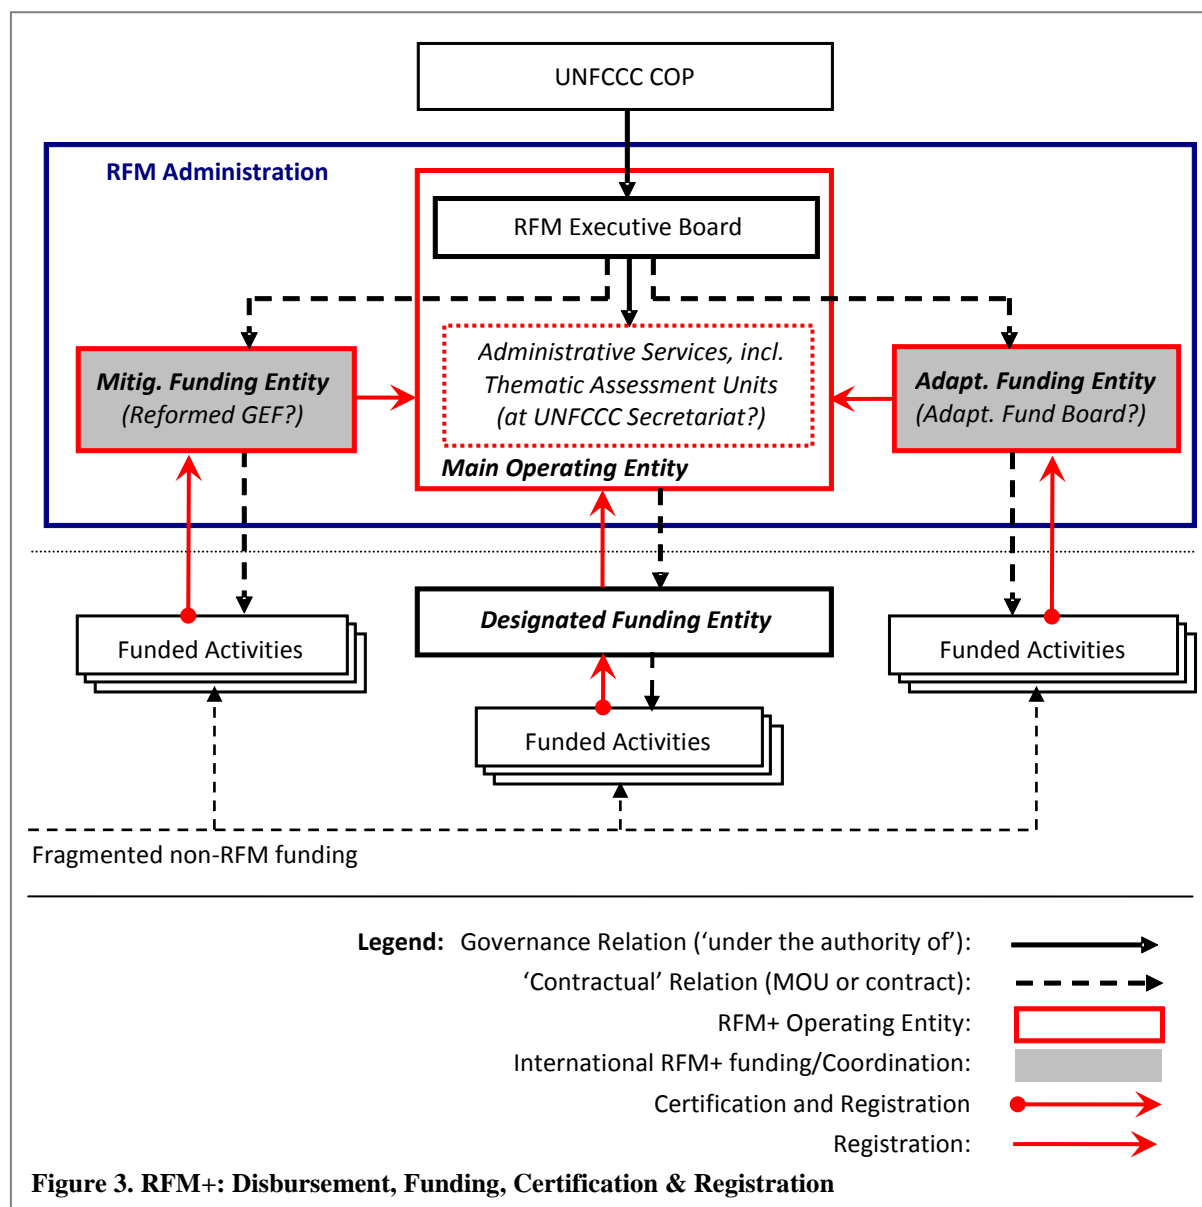 UNFCCC COP
RFM Administration
RFM Executive Board
Administrative Services, incl.
Thematic Assessment Units
(at UNFCCC Secretariat?)
Main Operating Entity
Mitig. Funding Entity
(Reformed GEF?)
Adapt. Funding Entity
(Adapt. Fund Board?)
Funded Activities
Designated Funding Entity
Funded Activities
Funded Activities
Fragmented non-RFM funding
Legend: Governance Relation (‘under the authority of’):
‘Contractual’ Relation (MOU or contract):
RFM+ Operating Entity:
International RFM+ funding/Coordination:
Certification and Registration
Registration:
Figure 3. RFM+: Disbursement, Funding, Certification & Registration